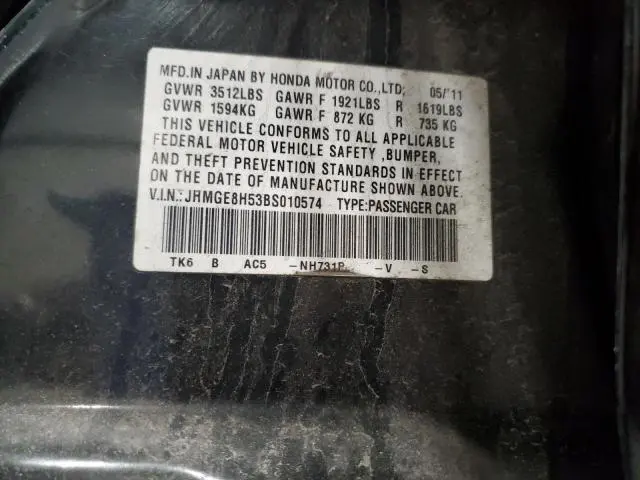 MFD.IN JAPAN BY HONDA MOTOR CO.,LTD; 05/'11
GVWR 3512LBS GAWR F 1921LBS R 1619LBS
GVWR 1594KG GAWR F 872 KG R 735 KG
THIS VEHICLE CONFORMS TO ALL APPLICABLE
FEDERAL MOTOR VEHICLE SAFETY ,BUMPER,
AND THEFT PREVENTION STANDARDS IN EFFECT
ON THE DATE OF MANUFACTURE SHOWN ABOVE.
V.I.N.:JHMGE8H53BS010574 TYPE:PASSENGER CAR
TK6 B AC5 -NH731P -V -S